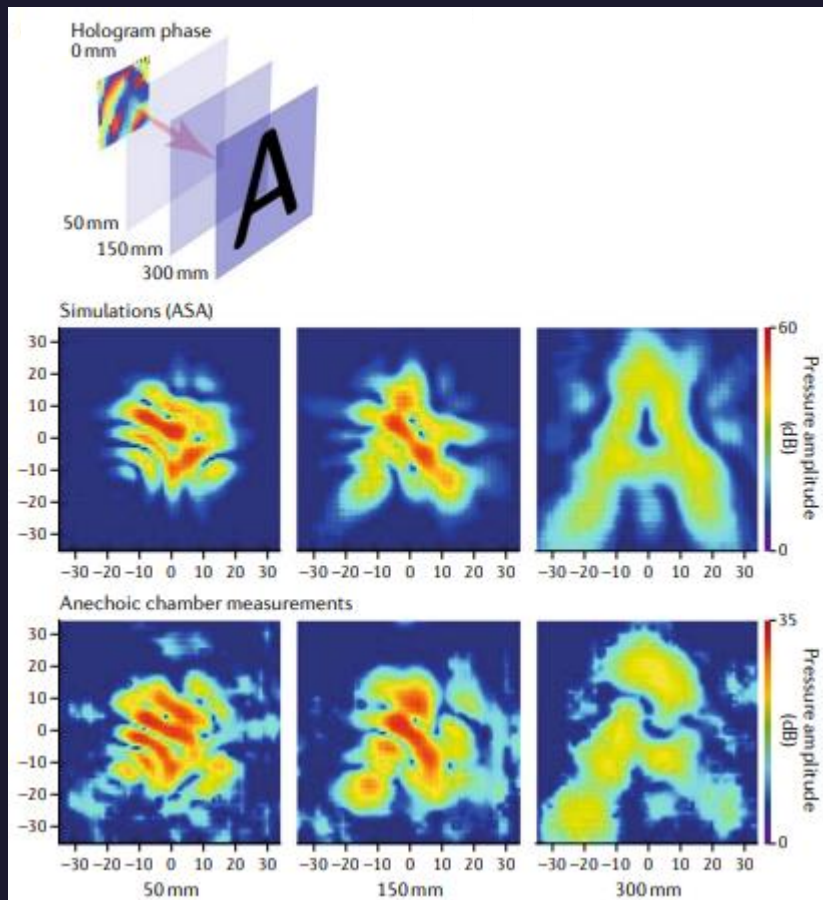 Hologram phase
0 mm
50 mm
150 mm
300 mm
A
Simulations (ASA)
30
20
10
0
−10
−20
−30
−30 −20 −10 0 10 20 30
−30 −20 −10 0 10 20 30
−30 −20 −10 0 10 20 30
60
0
Pressure amplitude
(dB)
Anechoic chamber measurements
30
20
10
0
−10
−20
−30
−30 −20 −10 0 10 20 30
−30 −20 −10 0 10 20 30
−30 −20 −10 0 10 20 30
35
0
Pressure amplitude
(dB)
50 mm
150 mm
300 mm